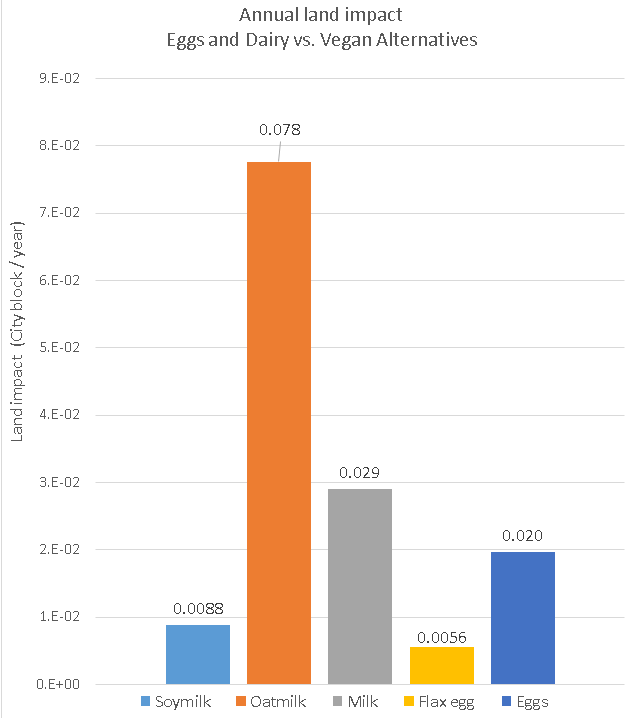 Annual land impact
Eggs and Dairy vs. Vegan Alternatives
Land impact (City block / year)
9.E-02
8.E-02
7.E-02
6.E-02
5.E-02
4.E-02
3.E-02
2.E-02
1.E-02
0.E+00
0.0088
0.078
0.029
0.0056
0.020
Soymilk
Oatmilk
Milk
Flax egg
Eggs